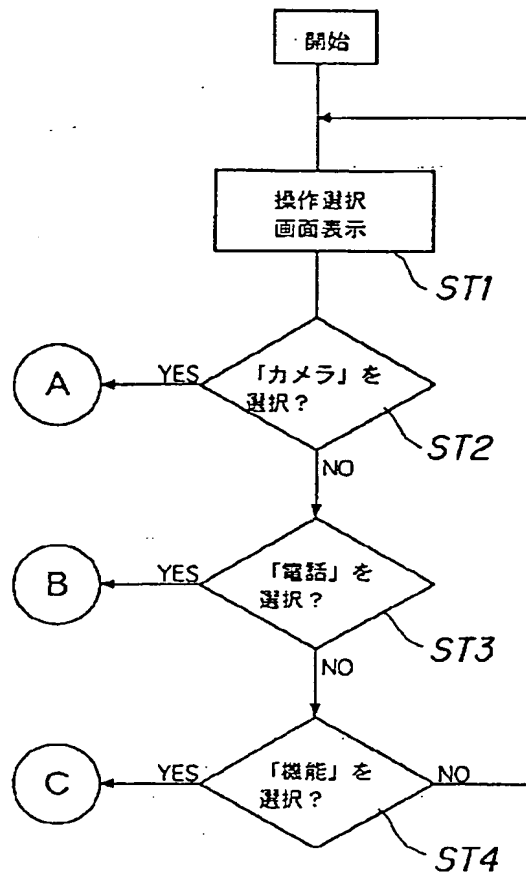 開始
操作選択
画面表示
ST1
「カメラ」を
選択？
YES
A
ST2
NO
「電話」を
選択？
YES
B
ST3
NO
「機能」を
選択？
YES
C
NO
ST4